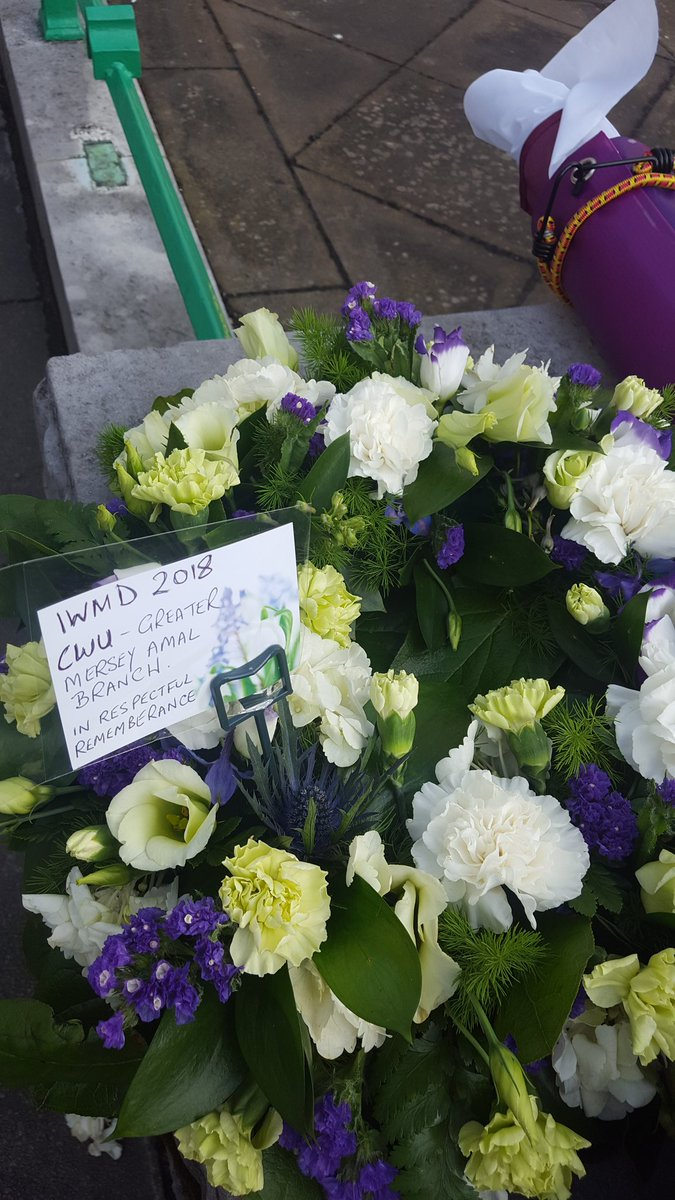 IWMD 2018
CWU - GREATER
MERSEY AMAL
BRANCH.
IN RESPECTFUL
REMEMBERANCE